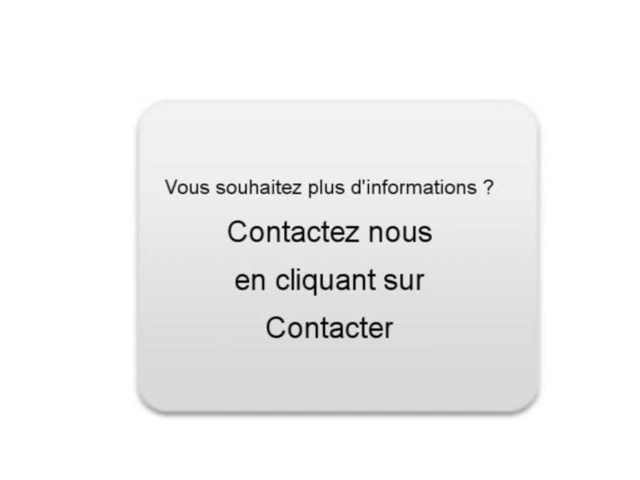 Vous souhaitez plus d'informations ?
Contactez nous
en cliquant sur
Contacter